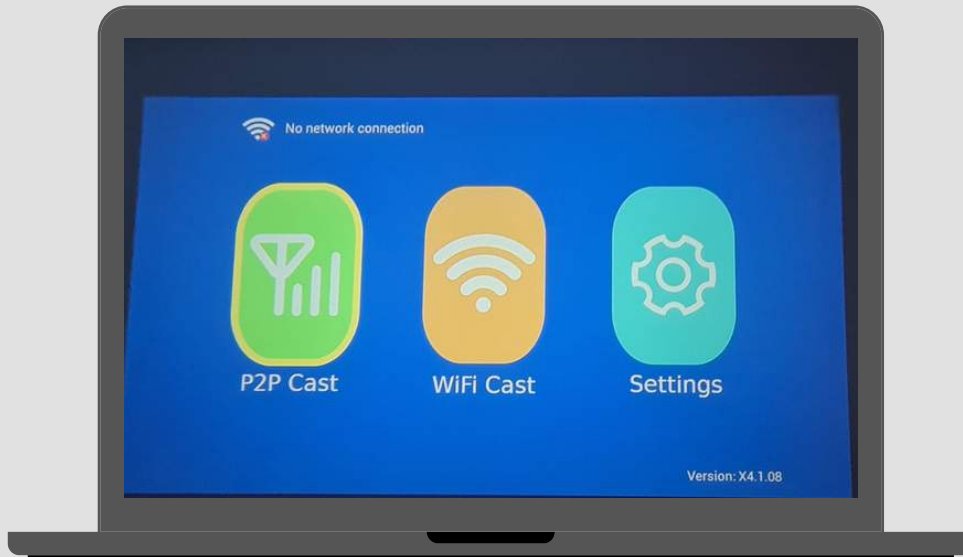 No network connection
P2P Cast
WiFi Cast
Settings
Version: X4.1.08